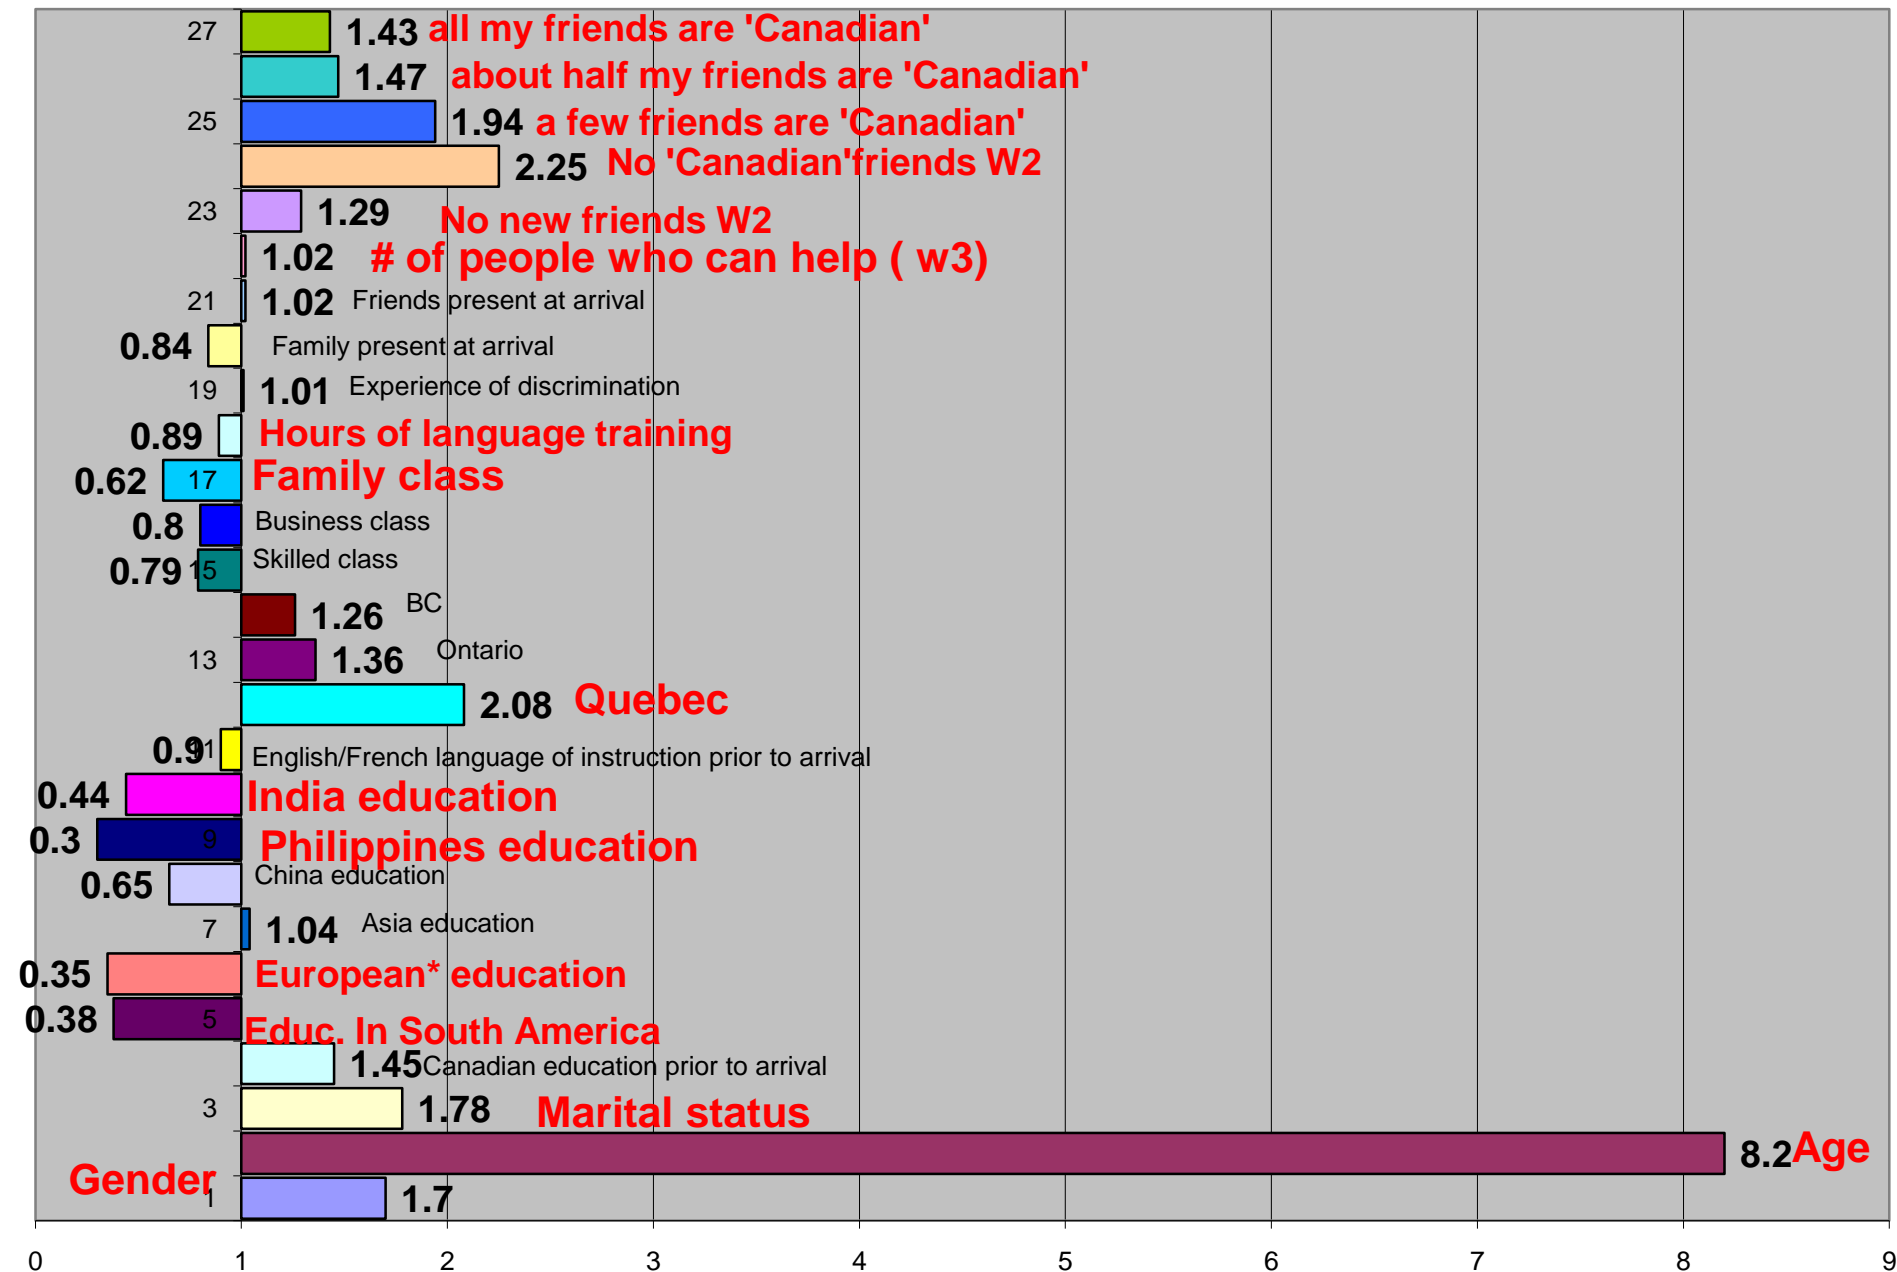 27 1.43 all my friends are 'Canadian'
1.47 about half my friends are 'Canadian'
25 1.94 a few friends are 'Canadian'
2.25 No 'Canadian'friends W2
23 1.29 No new friends W2
1.02 # of people who can help ( w3)
21 1.02 Friends present at arrival
0.84 Family present at arrival
19 1.01 Experience of discrimination
0.89 Hours of language training
0.62 17 Family class
0.8 Business class
0.79 15 Skilled class
1.26 BC
13 1.36 Ontario
2.08 Quebec
0.9 11 English/French language of instruction prior to arrival
0.44 India education
0.3 9 Philippines education
0.65 China education
7 1.04 Asia education
0.35 European* education
0.38 5 Educ. In South America
1.45 Canadian education prior to arrival
3 1.78 Marital status
8.2 Age
Gender 1 1.7
0 1 2 3 4 5 6 7 8 9